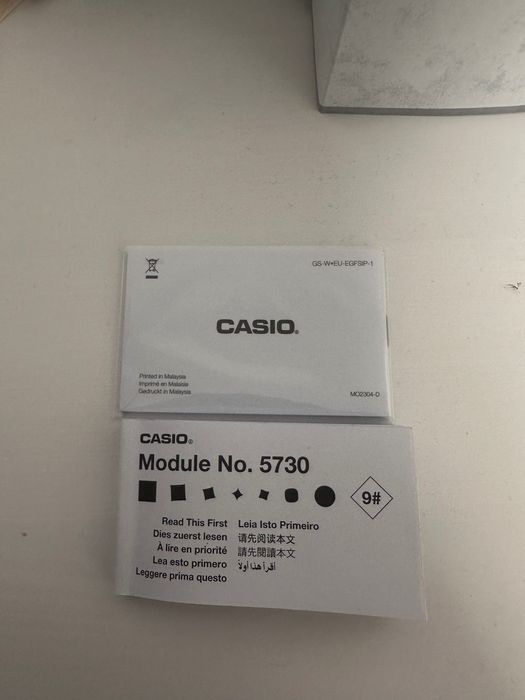 GS-W•EU-EGFSIP-1
CASIO®
Printed in Malaysia
Imprimé en Malaisie
Gedruckt in Malaysia
MO2304-D
CASIO®
Module No. 5730
9#
Read This First
Dies zuerst lesen
À lire en priorité
Lea esto primero
Leggere prima questo
Leia Isto Primeiro
请先阅读本文
請先閱讀本文
أقرأ هذا أولاً